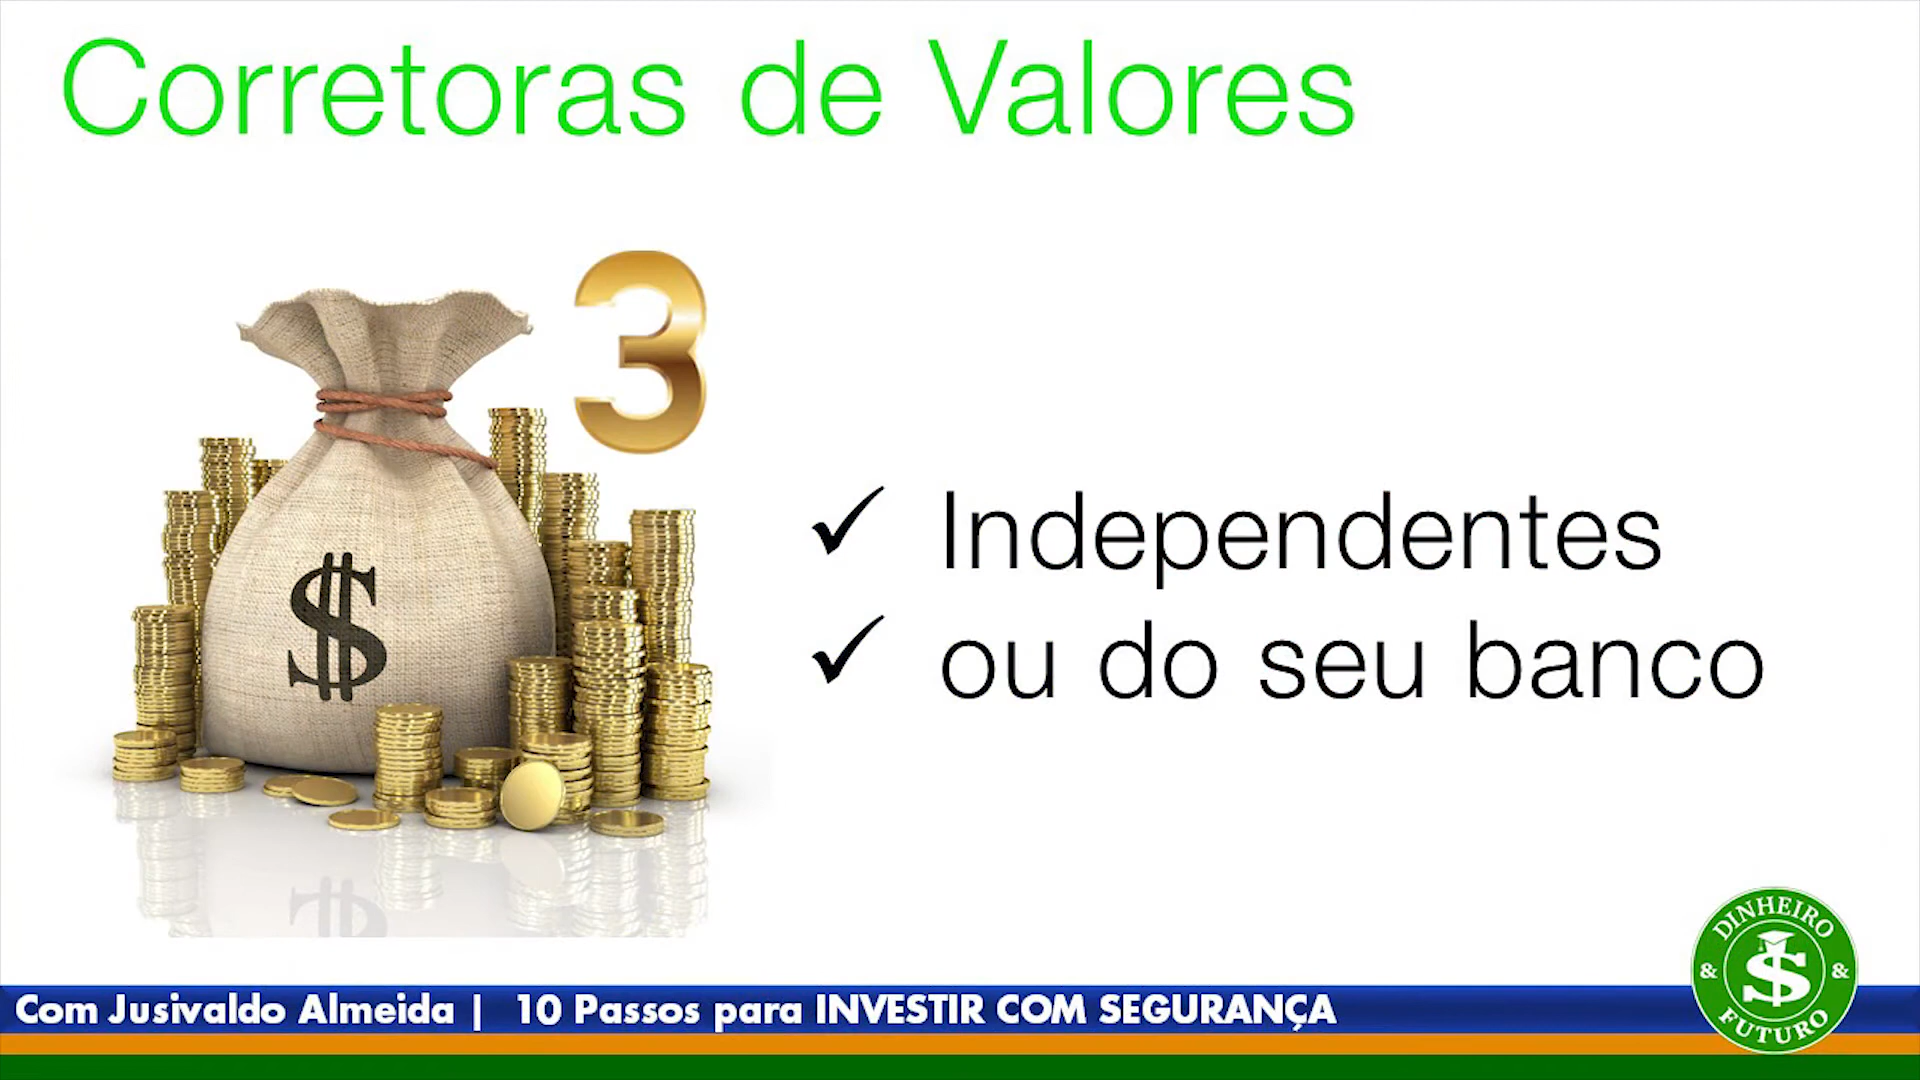 Corretoras de Valores
3
$
✓ Independentes
✓ ou do seu banco
DINHEIRO
& $ &
FUTURO
Com Jusivaldo Almeida | 10 Passos para INVESTIR COM SEGURANÇA